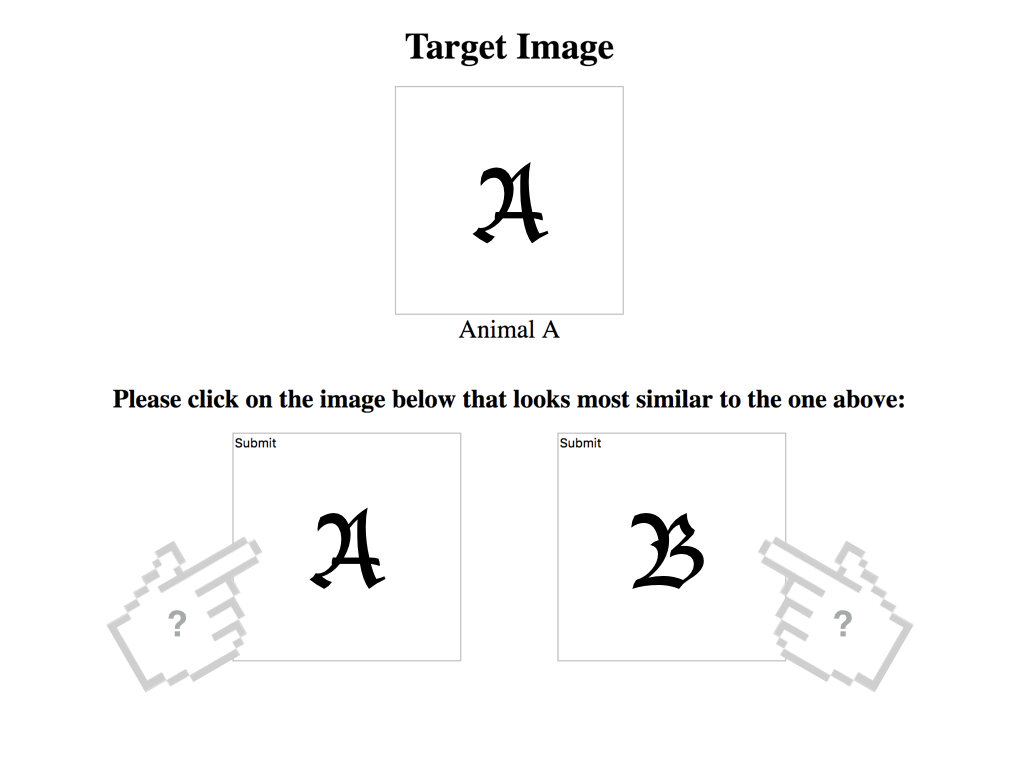 Target Image
𝕬
Animal A
Please click on the image below that looks most similar to the one above:
Submit Submit
𝕬 𝕭
? ?